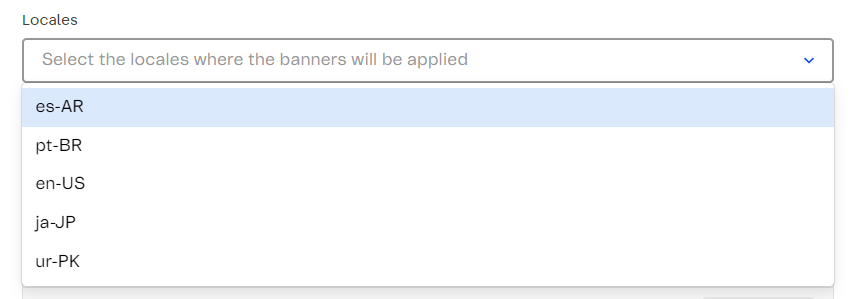 Locales
Select the locales where the banners will be applied
es-AR
pt-BR
en-US
ja-JP
ur-PK